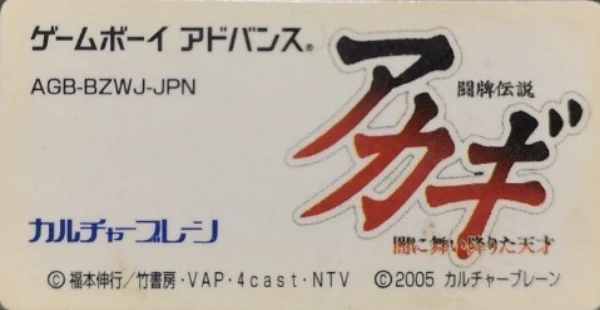 ゲームボーイ アドバンス®
AGB-BZWJ-JPN
闘牌伝説
アカギ
闇に舞い降りた天才
カルチャーブレーン
©福本伸行/竹書房・VAP・4cast・NTV ©2005 カルチャーブレーン